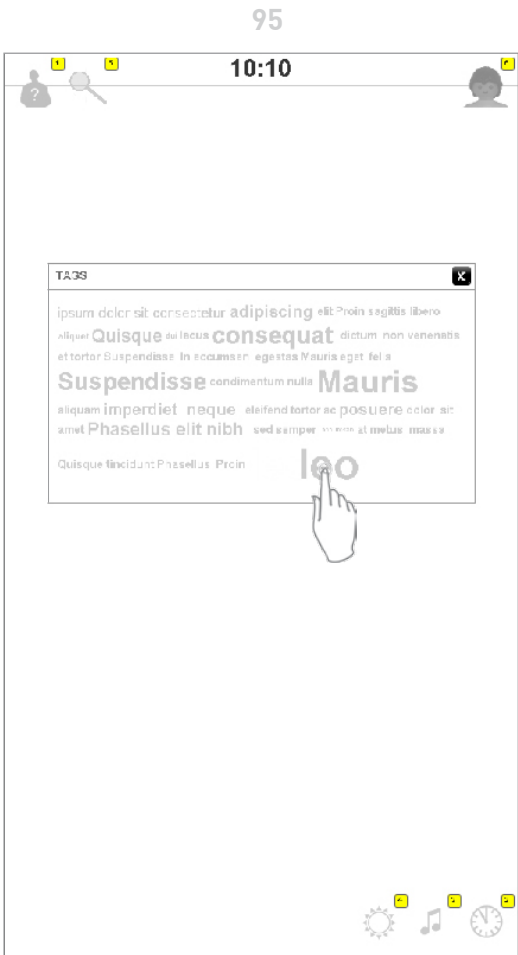 95
10:10
?
TAGS X
ipsum dolor sit consectetur adipiscing elit Proin sagittis libero
aliquet Quisque dui lacus consequat dictum non venenatis
et tortor Suspendisse In accumsan egestas Mauris eget felis
Suspendisse condimentum nulla Mauris
aliquam imperdiet neque eleifend tortor ac posuere dolor sit
amet Phasellus elit nibh sed semper at metus massa
Quisque tincidunt Phasellus Proin leo